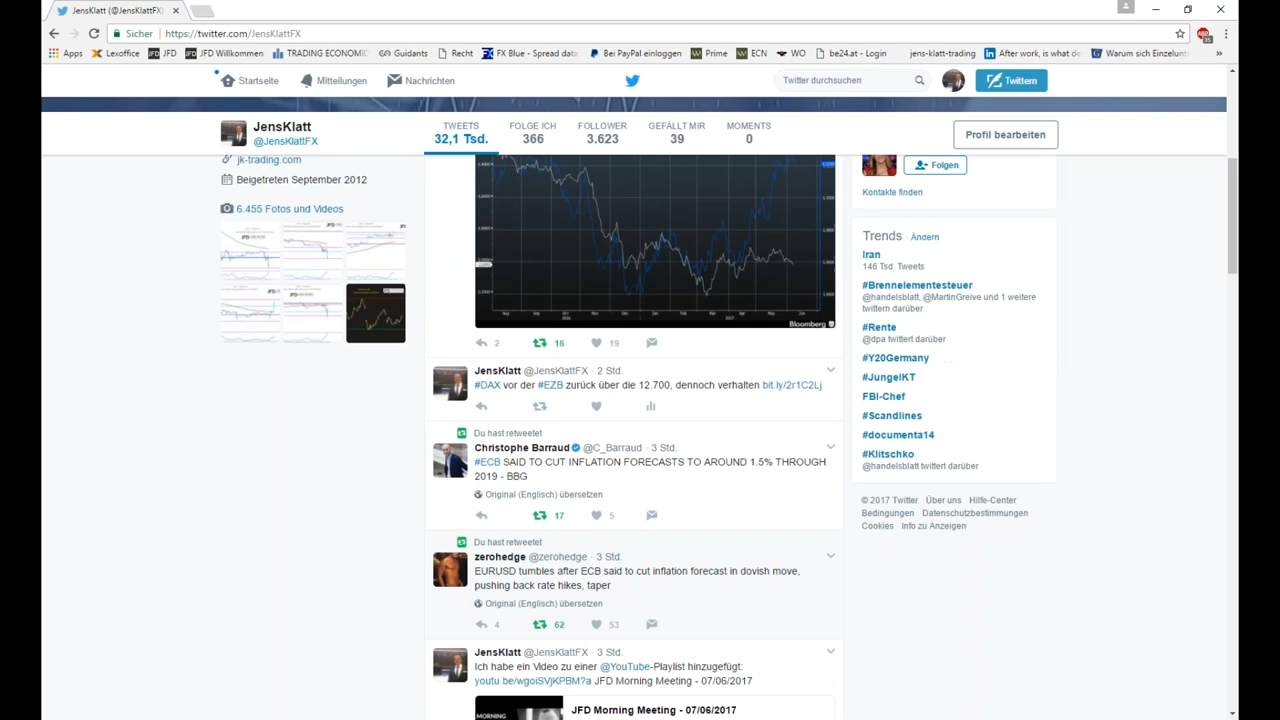 JensKlatt (@JensKlattFX)
Sicher https://twitter.com/JensKlattFX
Apps Lexoffice JFD JFD Willkommen TRADING ECONOMIC Guidants Recht FX Blue - Spread data Bei PayPal einloggen Prime ECN WO be24.at - Login jens-klatt-trading After work, is what de Warum sich Einzelunt »
Startseite Mitteilungen Nachrichten Twitter durchsuchen Twittern
JensKlatt
@JensKlattFX
TWEETS FOLGE ICH FOLLOWER GEFÄLLT MIR MOMENTS
32,1 Tsd. 366 3.623 39 0
Profil bearbeiten
jk-trading.com
Beigetreten September 2012
6.455 Fotos und Videos
Bloomberg
2 16 19
JensKlatt @JensKlattFX · 2 Std.
#DAX vor der #EZB zurück über die 12.700, dennoch verhalten bit.ly/2r1C2Lj
Du hast retweetet
Christophe Barraud @C_Barraud · 3 Std.
#ECB SAID TO CUT INFLATION FORECASTS TO AROUND 1.5% THROUGH
2019 - BBG
Original (Englisch) übersetzen
17 5
Du hast retweetet
zerohedge @zerohedge · 3 Std.
EURUSD tumbles after ECB said to cut inflation forecast in dovish move,
pushing back rate hikes, taper
Original (Englisch) übersetzen
4 62 53
JensKlatt @JensKlattFX · 3 Std.
Ich habe ein Video zu einer @YouTube-Playlist hinzugefügt:
youtu.be/wgoiSVjKPBM?a JFD Morning Meeting - 07/06/2017
MORNING
JFD Morning Meeting - 07/06/2017
Folgen
Kontakte finden
Trends · Ändern
Iran
146 Tsd. Tweets
#Brennelementesteuer
@handelsblatt, @MartinGreive und 1 weitere
twittern darüber
#Rente
@dpa twittert darüber
#Y20Germany
#JungelKT
FBI-Chef
#Scandlines
#documenta14
#Klitschko
@handelsblatt twittert darüber
© 2017 Twitter Über uns Hilfe-Center
Bedingungen Datenschutzbestimmungen
Cookies Info zu Anzeigen